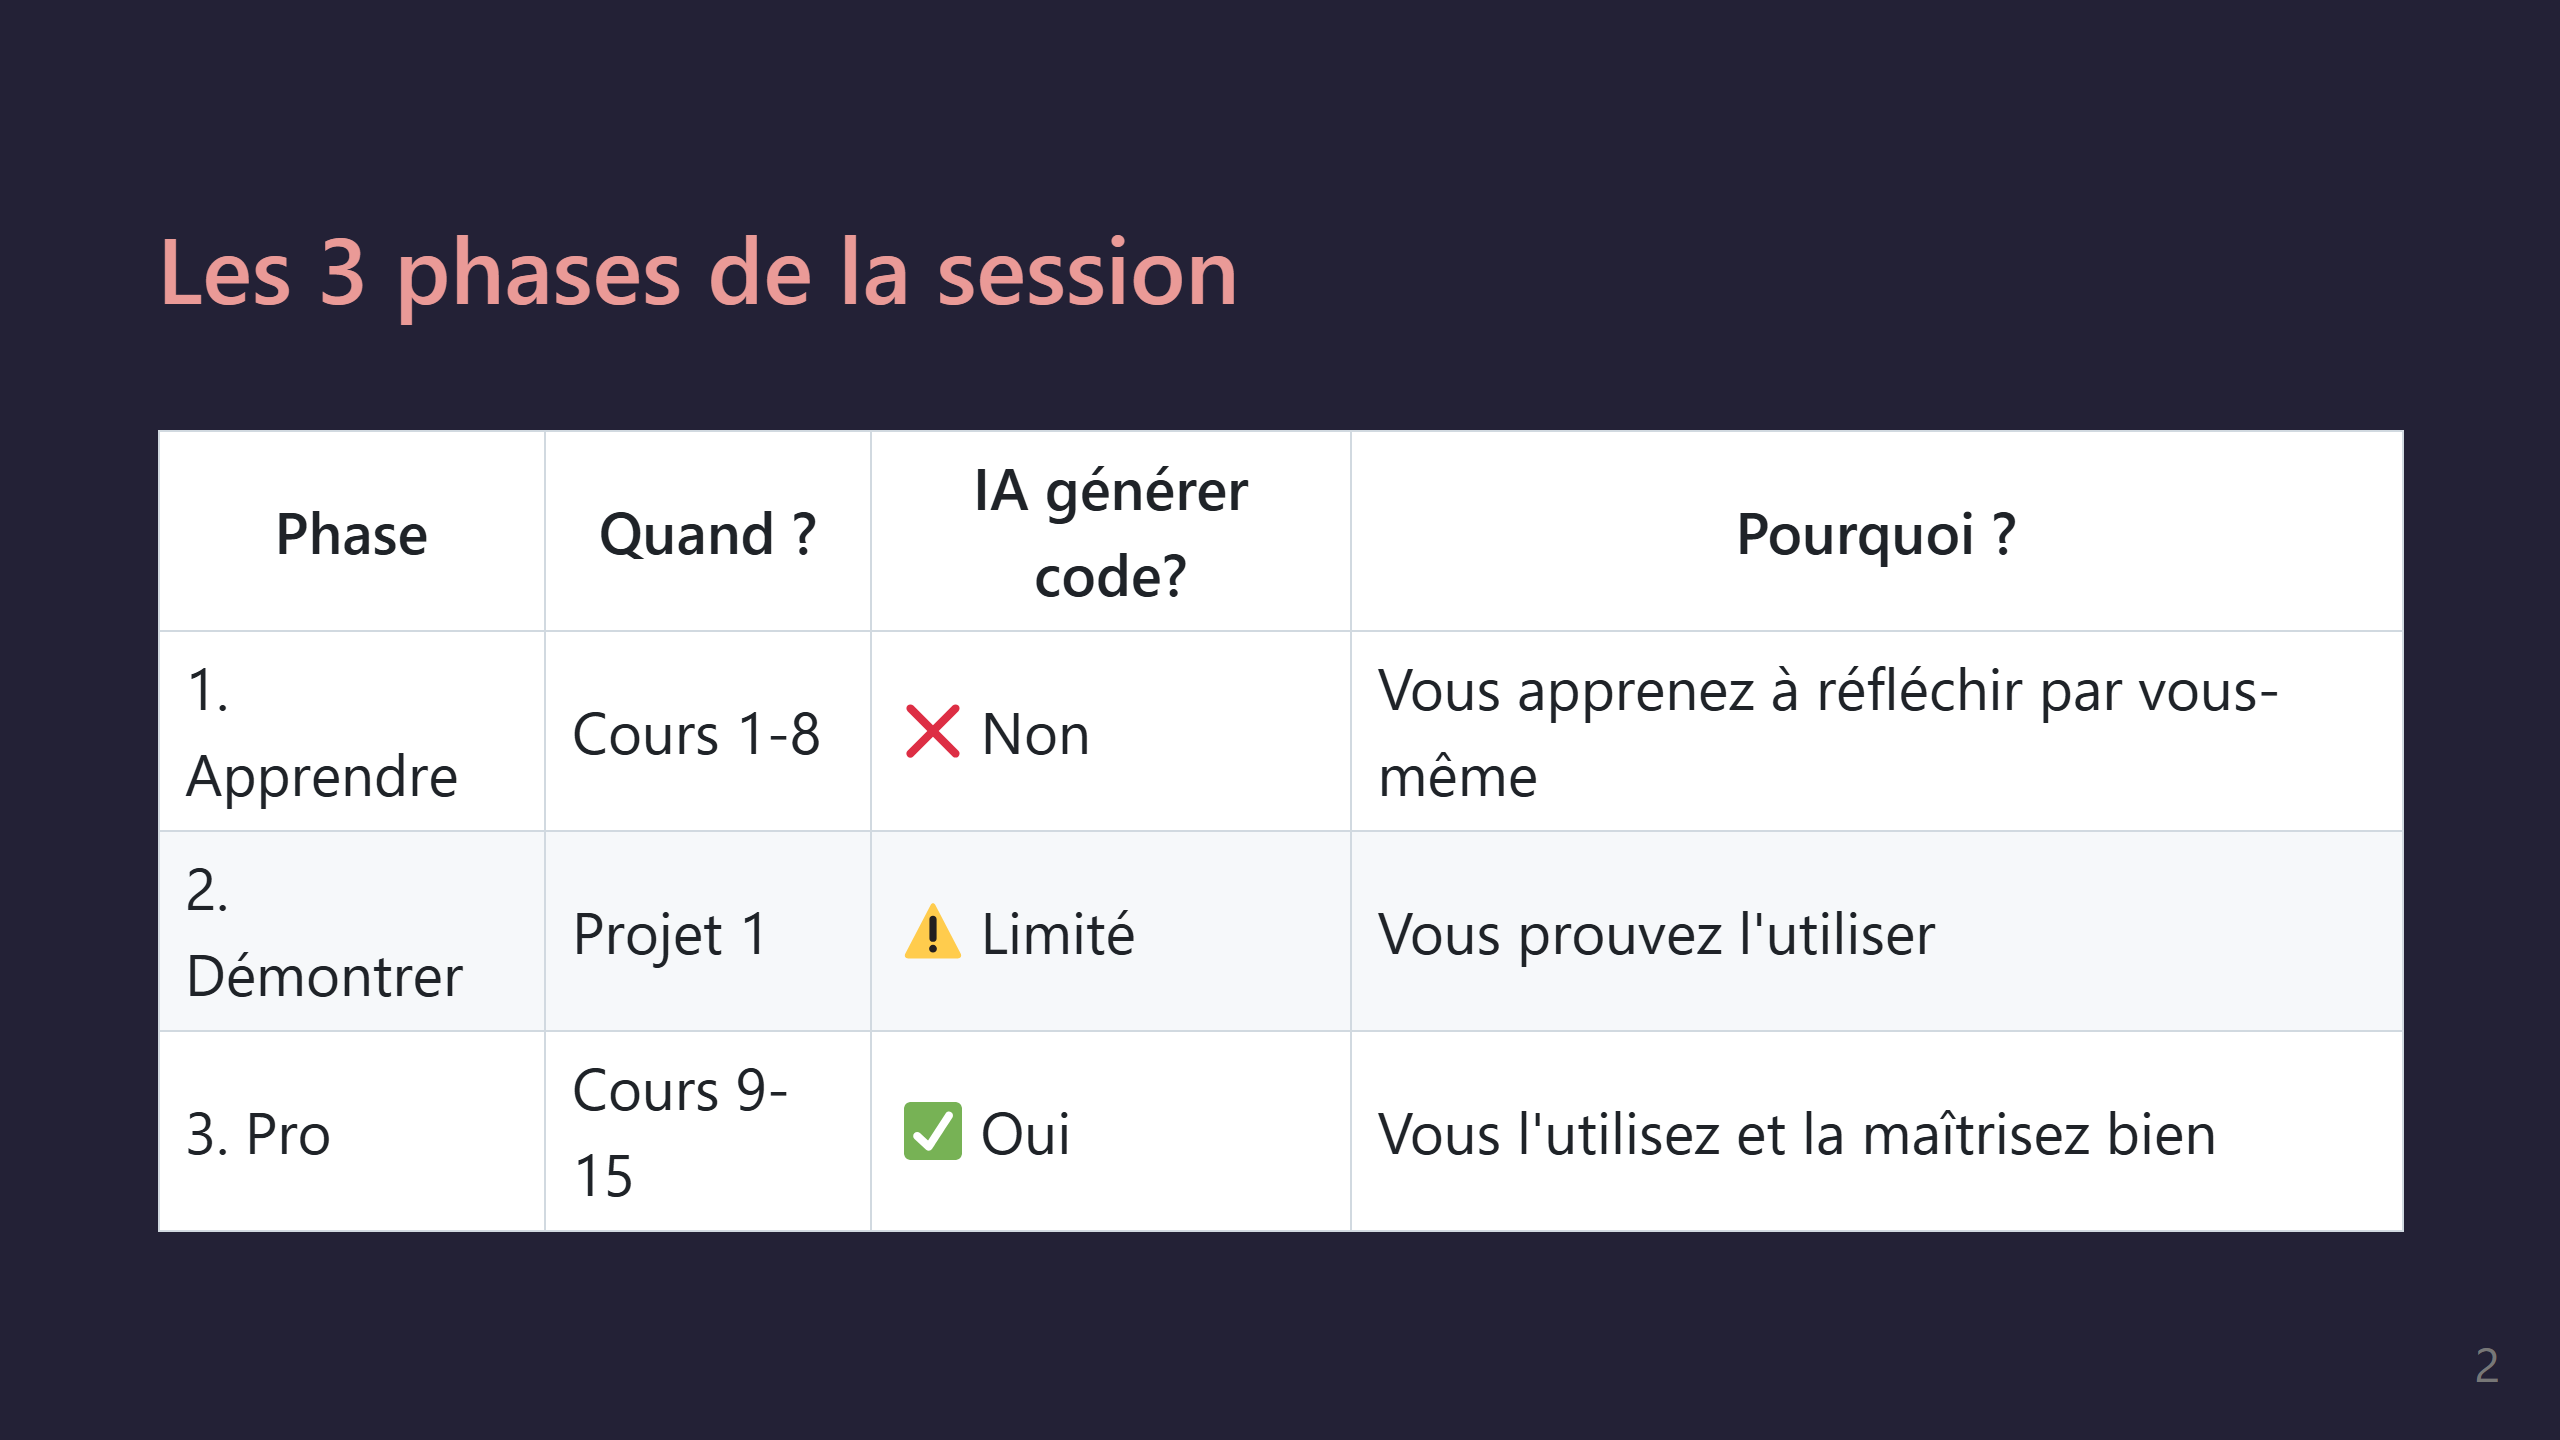 Les 3 phases de la session
Phase
Quand ?
IA générer
code?
Pourquoi ?
1.
Apprendre
Cours 1-8
❌ Non
Vous apprenez à réfléchir par vous-
même
2.
Démontrer
Projet 1
⚠️ Limité
Vous prouvez l'utiliser
3. Pro
Cours 9-
15
✅ Oui
Vous l'utilisez et la maîtrisez bien
2